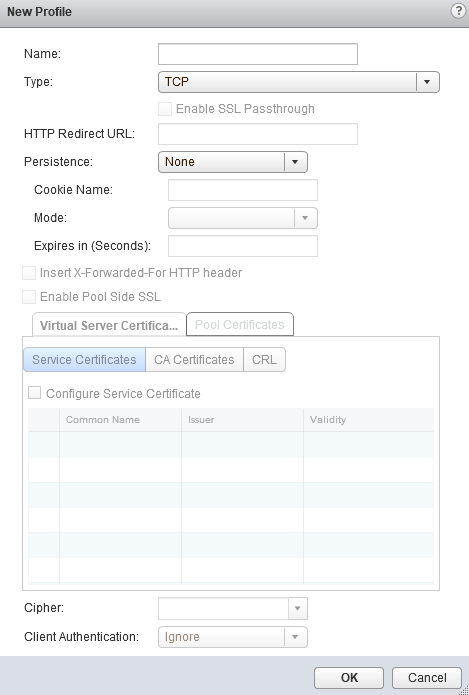 New Profile ?
Name:
Type: TCP
Enable SSL Passthrough
HTTP Redirect URL:
Persistence: None
Cookie Name:
Mode:
Expires in (Seconds):
Insert X-Forwarded-For HTTP header
Enable Pool Side SSL
Virtual Server Certifica... Pool Certificates
Service Certificates CA Certificates CRL
Configure Service Certificate
Common Name Issuer Validity
Cipher:
Client Authentication: Ignore
OK Cancel